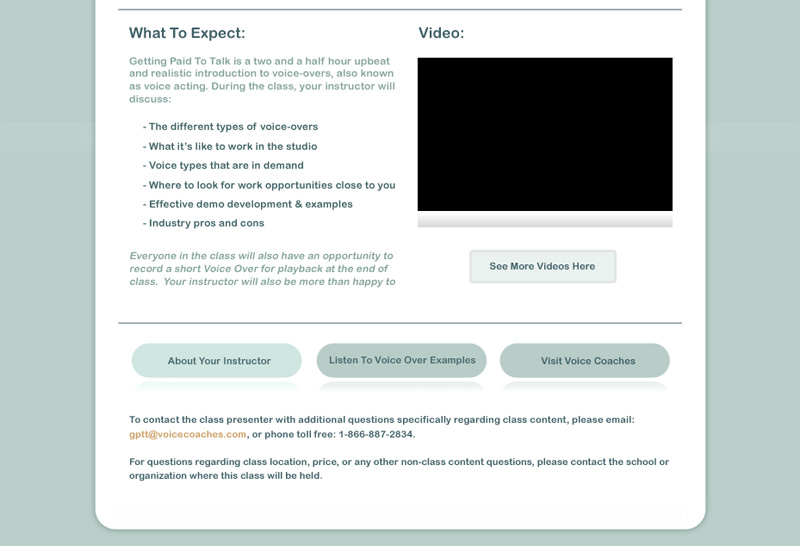 What To Expect:
Getting Paid To Talk is a two and a half hour upbeat
and realistic introduction to voice-overs, also known
as voice acting. During the class, your instructor will
discuss:
- The different types of voice-overs
- What it's like to work in the studio
- Voice types that are in demand
- Where to look for work opportunities close to you
- Effective demo development & examples
- Industry pros and cons
Everyone in the class will also have an opportunity to
record a short Voice Over for playback at the end of
class.  Your instructor will also be more than happy to
Video:
See More Videos Here
About Your Instructor
Listen To Voice Over Examples
Visit Voice Coaches
To contact the class presenter with additional questions specifically regarding class content, please email:
gptt@voicecoaches.com, or phone toll free: 1-866-887-2834.
For questions regarding class location, price, or any other non-class content questions, please contact the school or
organization where this class will be held.